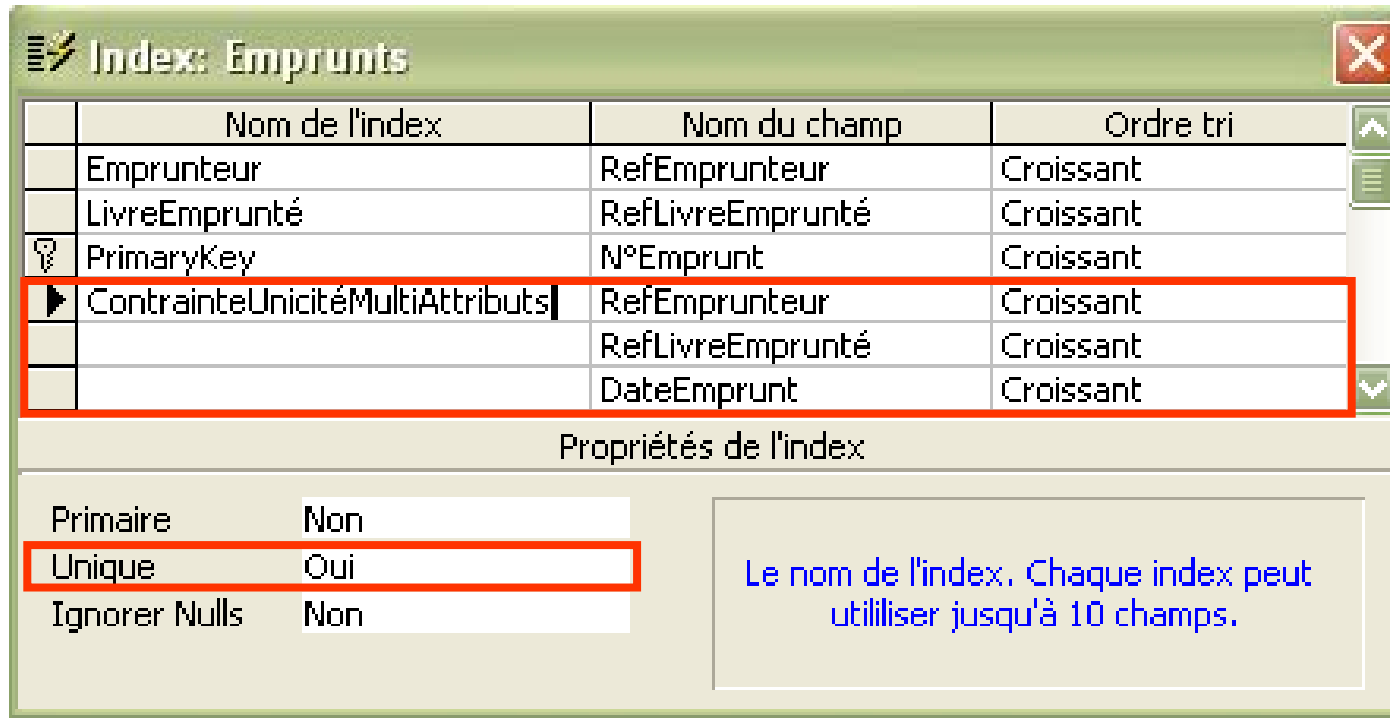 Index: Emprunts
Nom de l'index Nom du champ Ordre tri
Emprunteur RefEmprunteur Croissant
LivreEmprunté RefLivreEmprunté Croissant
PrimaryKey N°Emprunt Croissant
ContrainteUnicitéMultiAttributs RefEmprunteur Croissant
RefLivreEmprunté Croissant
DateEmprunt Croissant
Propriétés de l'index
Primaire Non
Unique Oui
Ignorer Nulls Non
Le nom de l'index. Chaque index peut
utililiser jusqu'à 10 champs.